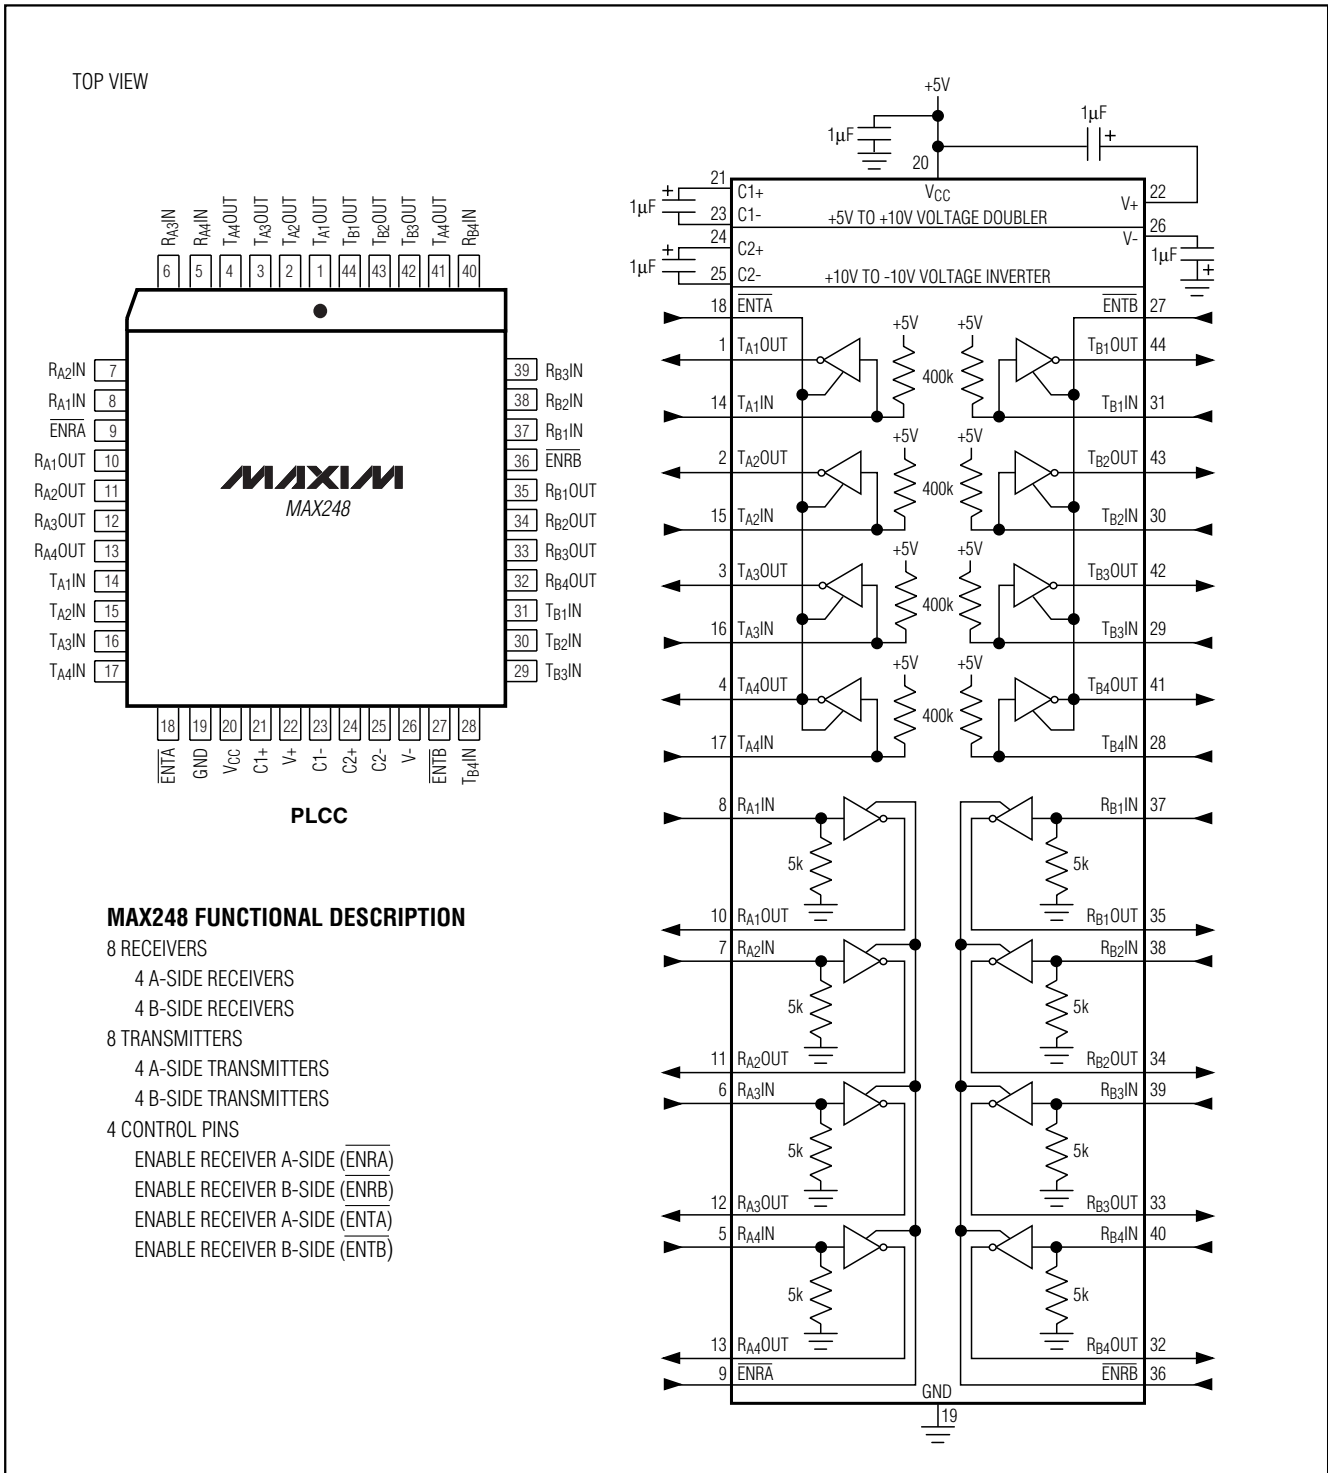 TOP VIEW
RA3IN
RA4IN
TA4OUT
TA3OUT
TA2OUT
TA1OUT
TB1OUT
TB2OUT
TB3OUT
TA4OUT
RB4IN
6 5 4 3 2 1 44 43 42 41 40
RA2IN 7
RA1IN 8
ENRA 9
RA1OUT 10
RA2OUT 11
RA3OUT 12
RA4OUT 13
TA1IN 14
TA2IN 15
TA3IN 16
TA4IN 17
MAXIM
MAX248
39 RB3IN
38 RB2IN
37 RB1IN
36 ENRB
35 RB1OUT
34 RB2OUT
33 RB3OUT
32 RB4OUT
31 TB1IN
30 TB2IN
29 TB3IN
18 19 20 21 22 23 24 25 26 27 28
ENTA
GND
VCC
C1+
V+
C1-
C2+
C2-
V-
ENTB
TB4IN
PLCC
MAX248 FUNCTIONAL DESCRIPTION
8 RECEIVERS
4 A-SIDE RECEIVERS
4 B-SIDE RECEIVERS
8 TRANSMITTERS
4 A-SIDE TRANSMITTERS
4 B-SIDE TRANSMITTERS
4 CONTROL PINS
ENABLE RECEIVER A-SIDE (ENRA)
ENABLE RECEIVER B-SIDE (ENRB)
ENABLE RECEIVER A-SIDE (ENTA)
ENABLE RECEIVER B-SIDE (ENTB)
+5V
1µF
1µF +
20
21 C1+ VCC V+ 22
1µF +
23 C1- +5V TO +10V VOLTAGE DOUBLER
24 C2+ V- 26
1µF +
1µF +
25 C2- +10V TO -10V VOLTAGE INVERTER
18 ENTA ENTB 27
+5V +5V
1 TA1OUT TB1OUT 44
400k
14 TA1IN TB1IN 31
+5V +5V
2 TA2OUT TB2OUT 43
400k
15 TA2IN TB2IN 30
+5V +5V
3 TA3OUT TB3OUT 42
400k
16 TA3IN TB3IN 29
+5V +5V
4 TA4OUT TB4OUT 41
400k
17 TA4IN TB4IN 28
8 RA1IN RB1IN 37
5k 5k
10 RA1OUT RB1OUT 35
7 RA2IN RB2IN 38
5k 5k
11 RA2OUT RB2OUT 34
6 RA3IN RB3IN 39
5k 5k
12 RA3OUT RB3OUT 33
5 RA4IN RB4IN 40
5k 5k
13 RA4OUT RB4OUT 32
9 ENRA ENRB 36
GND
19